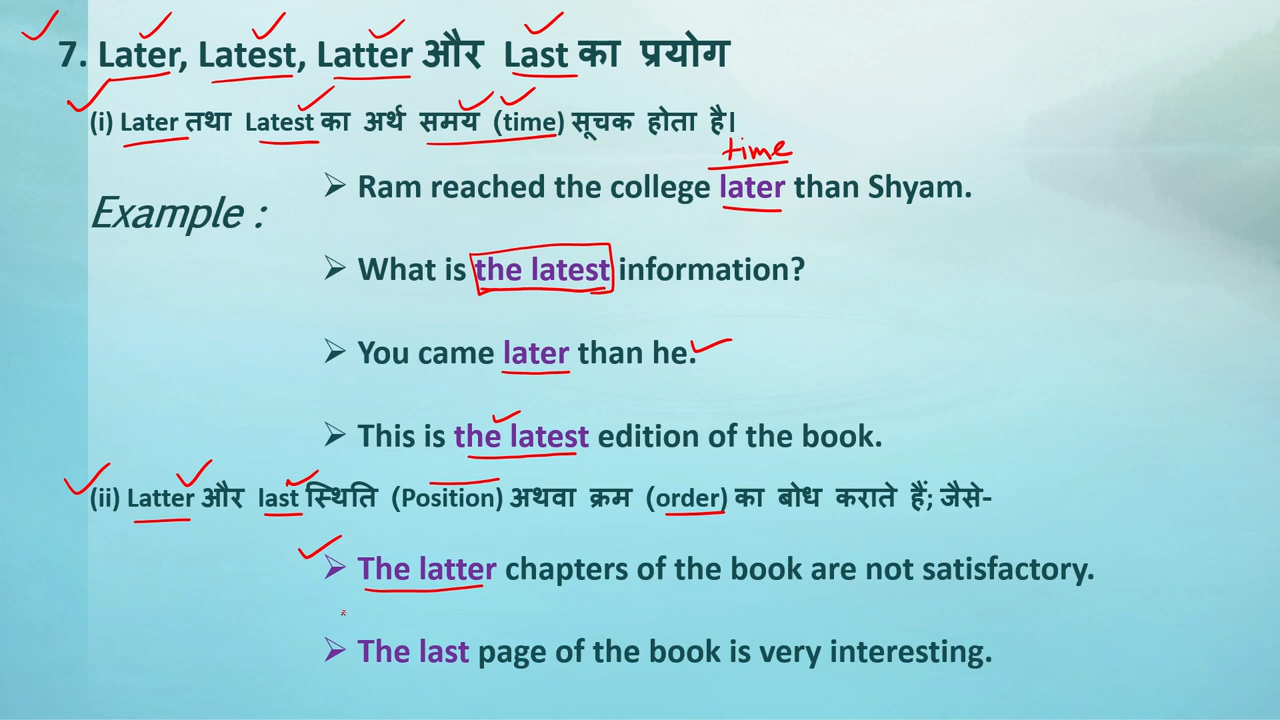 7. Later, Latest, Latter और Last का प्रयोग
(i) Later तथा Latest का अर्थ समय (time) सूचक होता है।
time
Example :
➢ Ram reached the college later than Shyam.
➢ What is the latest information?
➢ You came later than he.
➢ This is the latest edition of the book.
(ii) Latter और last स्थिति (Position) अथवा क्रम (order) का बोध कराते हैं; जैसे-
➢ The latter chapters of the book are not satisfactory.
➢ The last page of the book is very interesting.